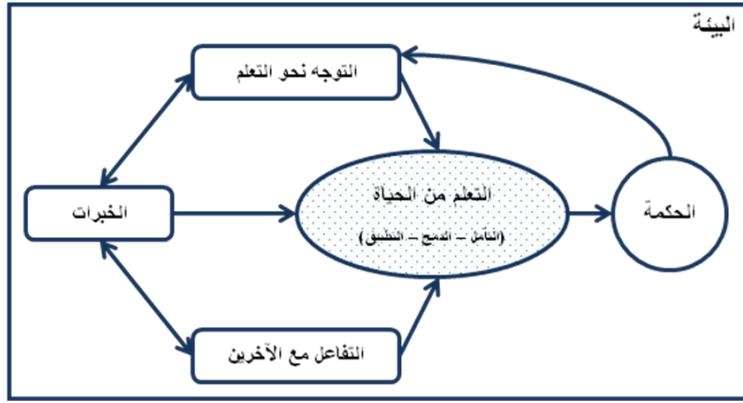 البيئة
التوجه نحو التعلم
التعلم من الحياة
(التأمل – الدمج – التطبيق)
الحكمة
الخبرات
التفاعل مع الآخرين